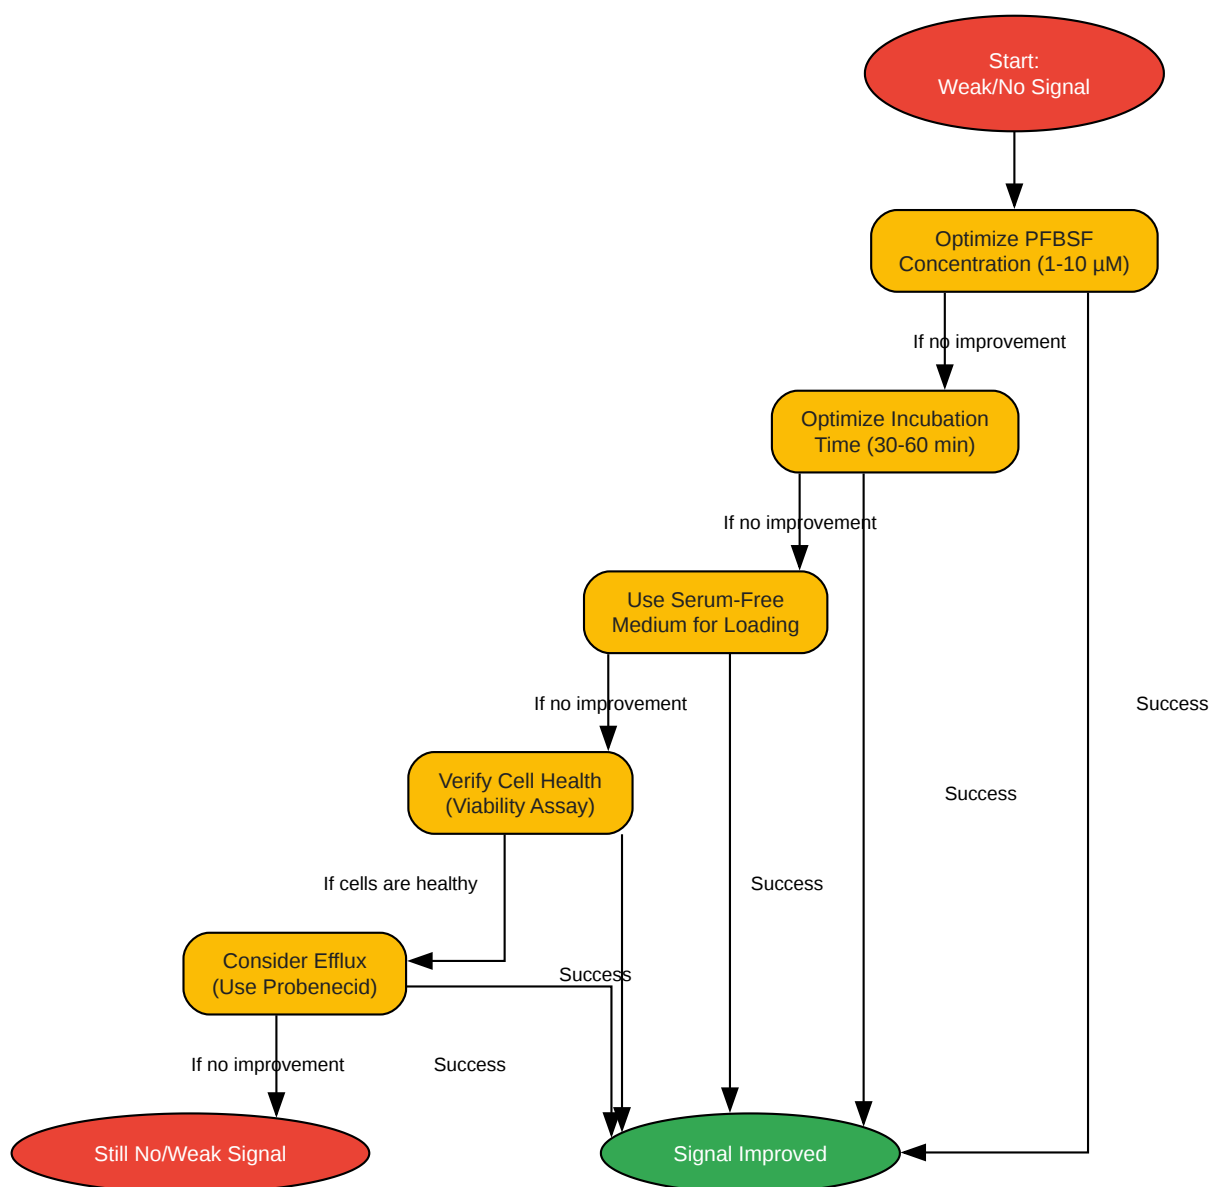 Start:
Weak/No Signal
Optimize PFBSF
Concentration (1-10 µM)
If no improvement
Optimize Incubation
Time (30-60 min)
If no improvement
Use Serum-Free
Medium for Loading
If no improvement
Success
Verify Cell Health
(Viability Assay)
Success
If cells are healthy
Success
Consider Efflux
(Use Probenecid)
Success
If no improvement
Success
Still No/Weak Signal
Signal Improved